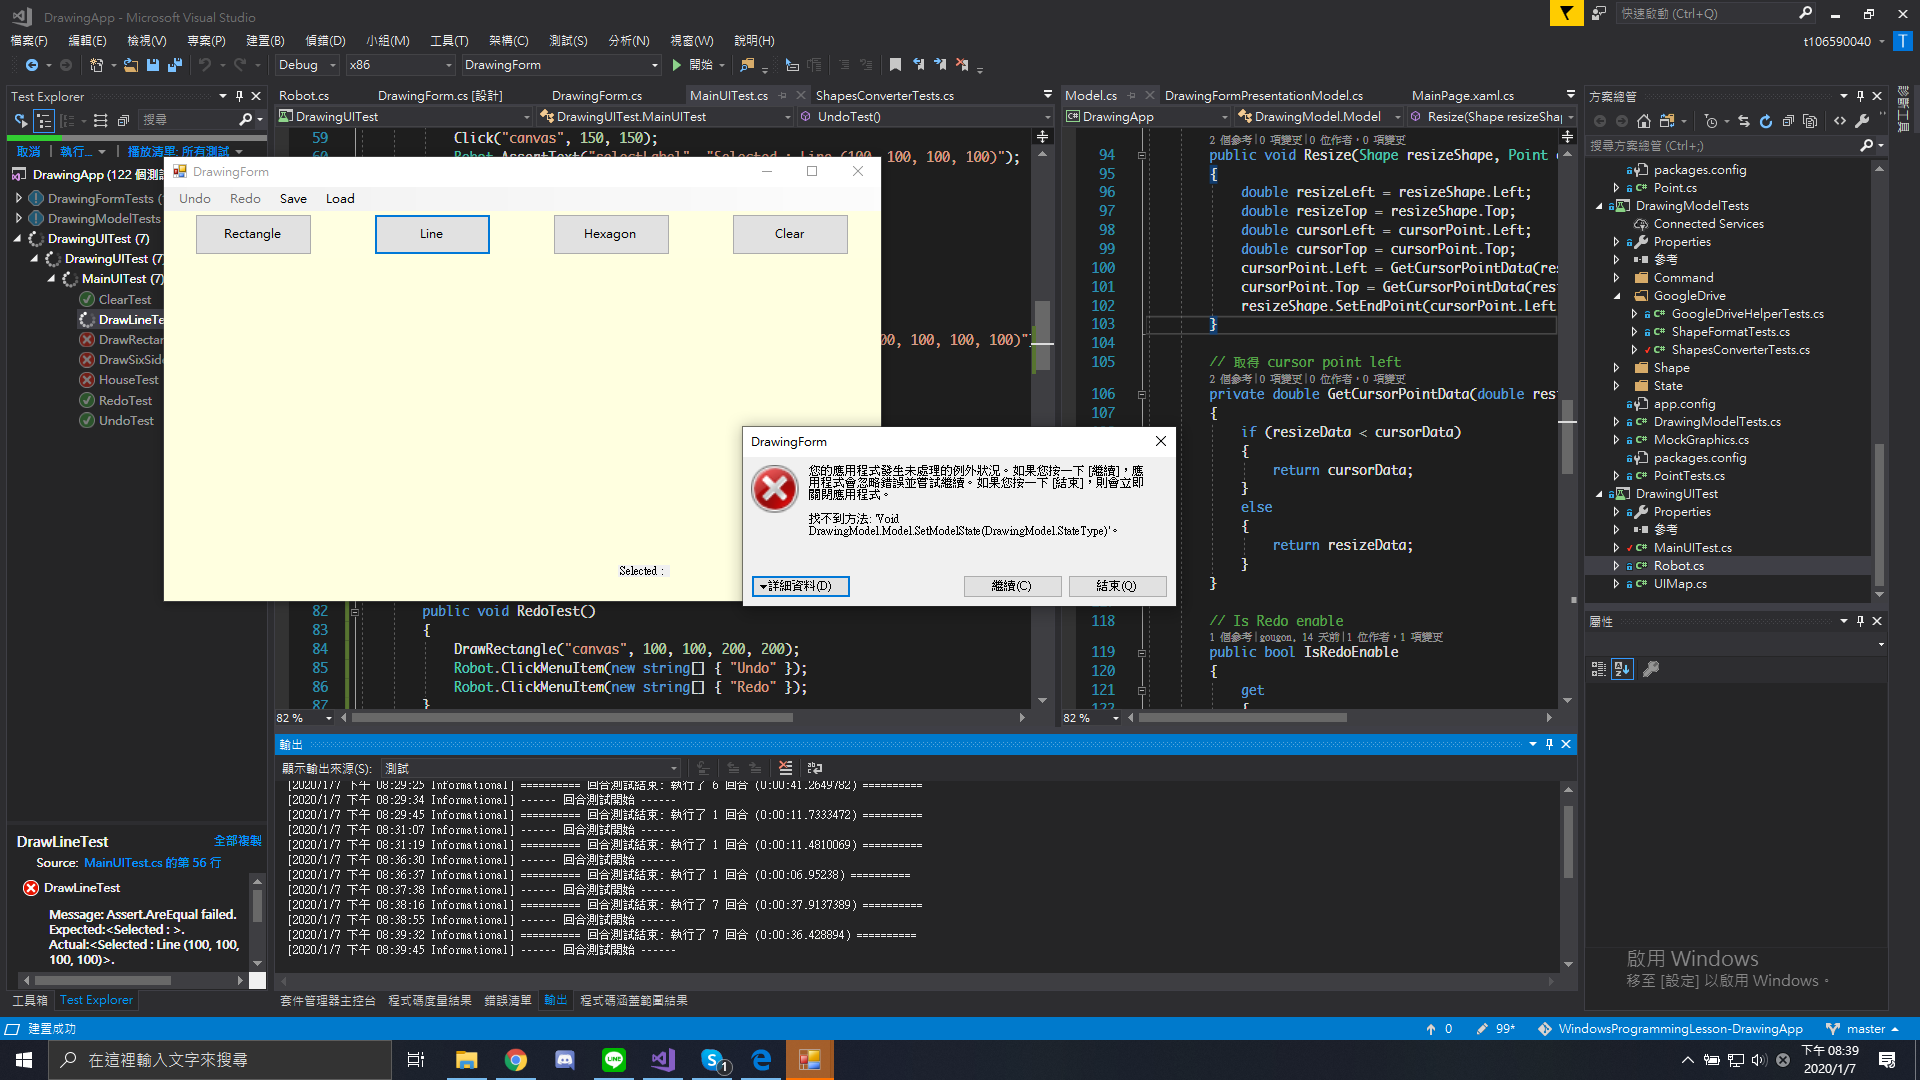 DrawingApp - Microsoft Visual Studio
快速啟動 (Ctrl+Q)
檔案(F) 編輯(E) 檢視(V) 專案(P) 建置(B) 偵錯(D) 小組(M) 工具(T) 架構(C) 測試(S) 分析(N) 視窗(W) 說明(H)
t106590040
T
Debug x86 DrawingForm 開始
Test Explorer
搜尋
取消 | 執行... | 播放清單: 所有測試
DrawingApp (122 個測試
DrawingFormTests (
DrawingModelTests
DrawingUITest (7)
DrawingUITest (7)
MainUITest (7)
ClearTest
DrawLineTe
DrawRectan
DrawSixSid
HouseTest
RedoTest
UndoTest
DrawLineTest 全部複製
Source: MainUITest.cs 的第 56 行
DrawLineTest
Message: Assert.AreEqual failed.
Expected:<Selected : >.
Actual:<Selected : Line (100, 100,
100, 100)>.
工具箱 Test Explorer
Robot.cs DrawingForm.cs [設計] DrawingForm.cs MainUITest.cs ShapesConverterTests.cs
DrawingUITest DrawingUITest.MainUITest UndoTest()
59 Click("canvas", 150, 150);
60 Robot.AssertText("selectLabel", "Selected : Line (100, 100, 100, 100)");
00, 100, 100, 100)"
82 public void RedoTest()
83 {
84 DrawRectangle("canvas", 100, 100, 200, 200);
85 Robot.ClickMenuItem(new string[] { "Undo" });
86 Robot.ClickMenuItem(new string[] { "Redo" });
87 }
82 %
DrawingForm
Undo Redo Save Load
Rectangle Line Hexagon Clear
Selected :
DrawingForm
您的應用程式發生未處理的例外狀況。如果您按一下 [繼續]，應
用程式會忽略錯誤並嘗試繼續。如果您按一下 [結束]，則會立即
關閉應用程式。
找不到方法: 'Void
DrawingModel.Model.SetModelState(DrawingModel.StateType)'。
詳細資料(D) 繼續(C) 結束(Q)
Model.cs DrawingFormPresentationModel.cs MainPage.xaml.cs
DrawingApp DrawingModel.Model Resize(Shape resizeShap
2 個參考|0 項變更|0 位作者，0 項變更
94 public void Resize(Shape resizeShape, Point
95 {
96 double resizeLeft = resizeShape.Left;
97 double resizeTop = resizeShape.Top;
98 double cursorLeft = cursorPoint.Left;
99 double cursorTop = cursorPoint.Top;
100 cursorPoint.Left = GetCursorPointData(res
101 cursorPoint.Top = GetCursorPointData(resi
102 resizeShape.SetEndPoint(cursorPoint.Left
103 }
104
105 // 取得 cursor point left
2 個參考|0 項變更|0 位作者，0 項變更
106 private double GetCursorPointData(double res
107 {
if (resizeData < cursorData)
{
return cursorData;
}
else
{
return resizeData;
}
}
118 // Is Redo enable
1 個參考|gougon, 14 天前|1 位作者，1 項變更
119 public bool IsRedoEnable
120 {
121 get
122 {
82 %
輸出
顯示輸出來源(S): 測試
[2020/1/7 下午 08:29:25 Informational] ========== 回合測試結束: 執行了 6 回合 (0:00:41.2649782) ==========
[2020/1/7 下午 08:29:34 Informational] ------ 回合測試開始 ------
[2020/1/7 下午 08:29:45 Informational] ========== 回合測試結束: 執行了 1 回合 (0:00:11.7333472) ==========
[2020/1/7 下午 08:31:07 Informational] ------ 回合測試開始 ------
[2020/1/7 下午 08:31:19 Informational] ========== 回合測試結束: 執行了 1 回合 (0:00:11.4810069) ==========
[2020/1/7 下午 08:36:30 Informational] ------ 回合測試開始 ------
[2020/1/7 下午 08:36:37 Informational] ========== 回合測試結束: 執行了 1 回合 (0:00:06.95238) ==========
[2020/1/7 下午 08:37:38 Informational] ------ 回合測試開始 ------
[2020/1/7 下午 08:38:16 Informational] ========== 回合測試結束: 執行了 7 回合 (0:00:37.9137389) ==========
[2020/1/7 下午 08:38:55 Informational] ------ 回合測試開始 ------
[2020/1/7 下午 08:39:32 Informational] ========== 回合測試結束: 執行了 7 回合 (0:00:36.428894) ==========
[2020/1/7 下午 08:39:45 Informational] ------ 回合測試開始 ------
套件管理器主控台 程式碼度量結果 錯誤清單 輸出 程式碼涵蓋範圍結果
方案總管
搜尋方案總管 (Ctrl+;)
packages.config
Point.cs
DrawingModelTests
Connected Services
Properties
參考
Command
GoogleDrive
GoogleDriveHelperTests.cs
ShapeFormatTests.cs
ShapesConverterTests.cs
Shape
State
app.config
DrawingModelTests.cs
MockGraphics.cs
packages.config
PointTests.cs
DrawingUITest
Properties
參考
MainUITest.cs
Robot.cs
UIMap.cs
屬性
診斷工具
啟用 Windows
移至 [設定] 以啟用 Windows。
建置成功
0 99* WindowsProgrammingLesson-DrawingApp master
在這裡輸入文字來搜尋
LINE
1
下午 08:39
2020/1/7